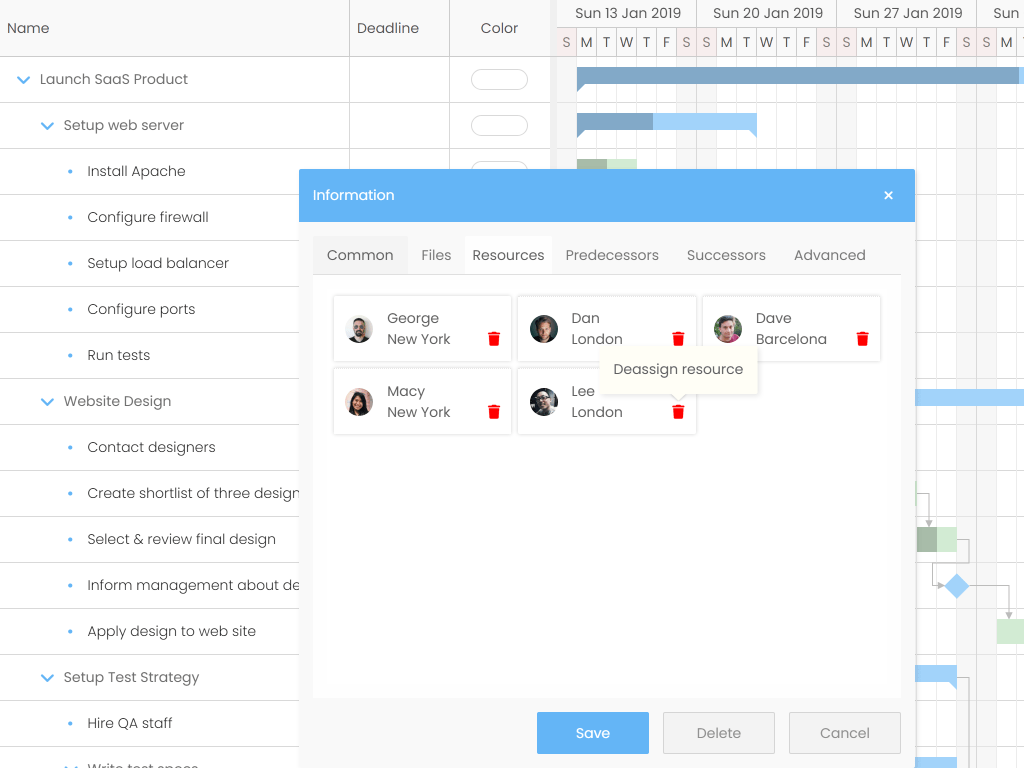 Name
Deadline
Color
Sun 13 Jan 2019
Sun 20 Jan 2019
Sun 27 Jan 2019
Sun
S M T W T F S S M T W T F S S M T W T F S S M
Launch SaaS Product
Setup web server
Install Apache
Configure firewall
Setup load balancer
Configure ports
Run tests
Website Design
Contact designers
Create shortlist of three design
Select & review final design
Inform management about de
Apply design to web site
Setup Test Strategy
Hire QA staff
Write test specs
Information
Common
Files
Resources
Predecessors
Successors
Advanced
George
New York
Dan
London
Dave
Barcelona
Deassign resource
Macy
New York
Lee
London
Save
Delete
Cancel